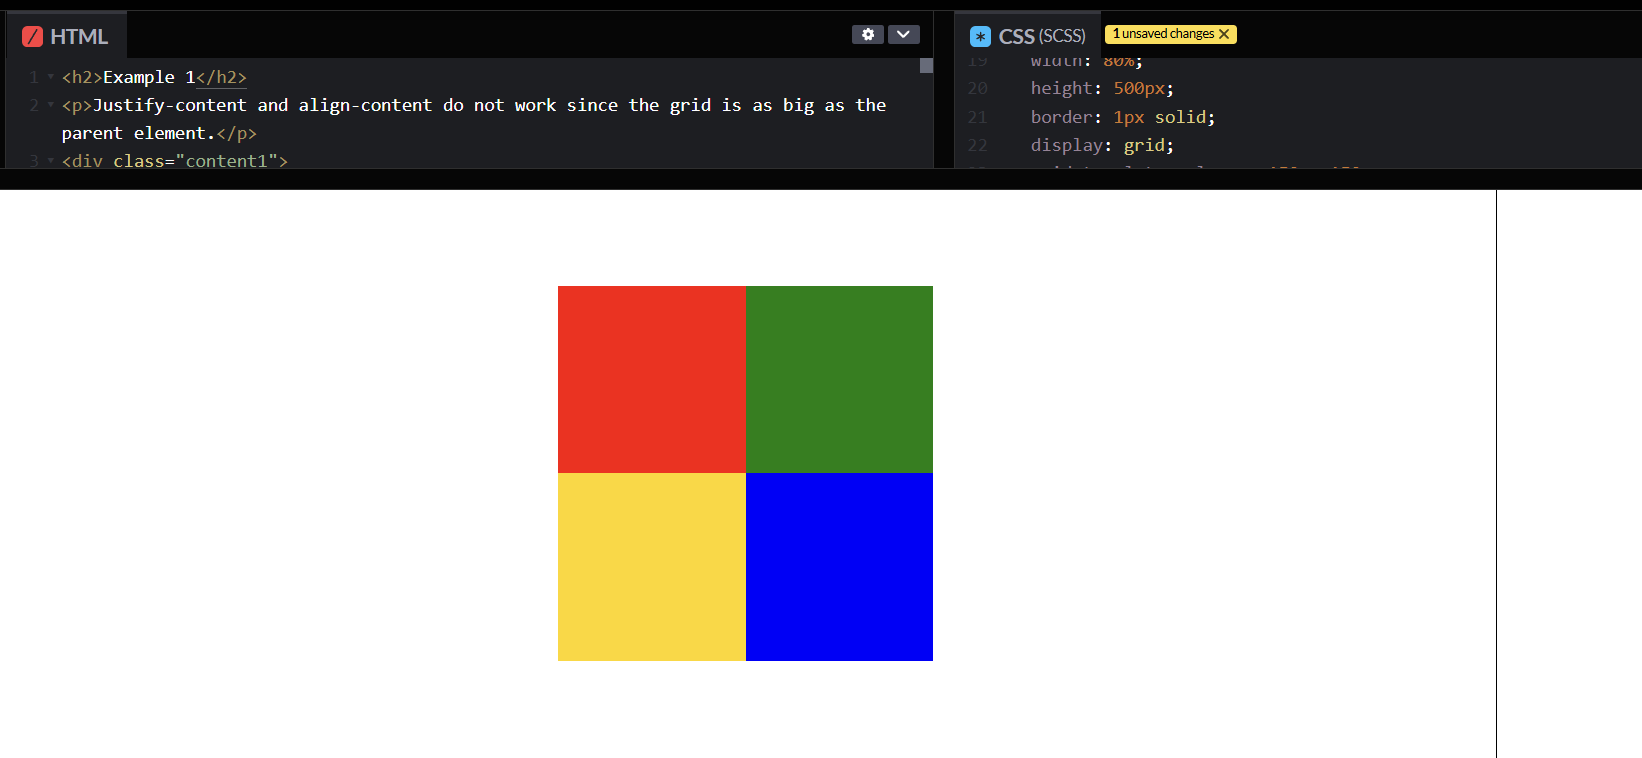 HTML
1 <h2>Example 1</h2>
2 <p>Justify-content and align-content do not work since the grid is as big as the
parent element.</p>
3 <div class="content1">
CSS (SCSS) 1 unsaved changes X
19 width: 80%;
20 height: 500px;
21 border: 1px solid;
22 display: grid;